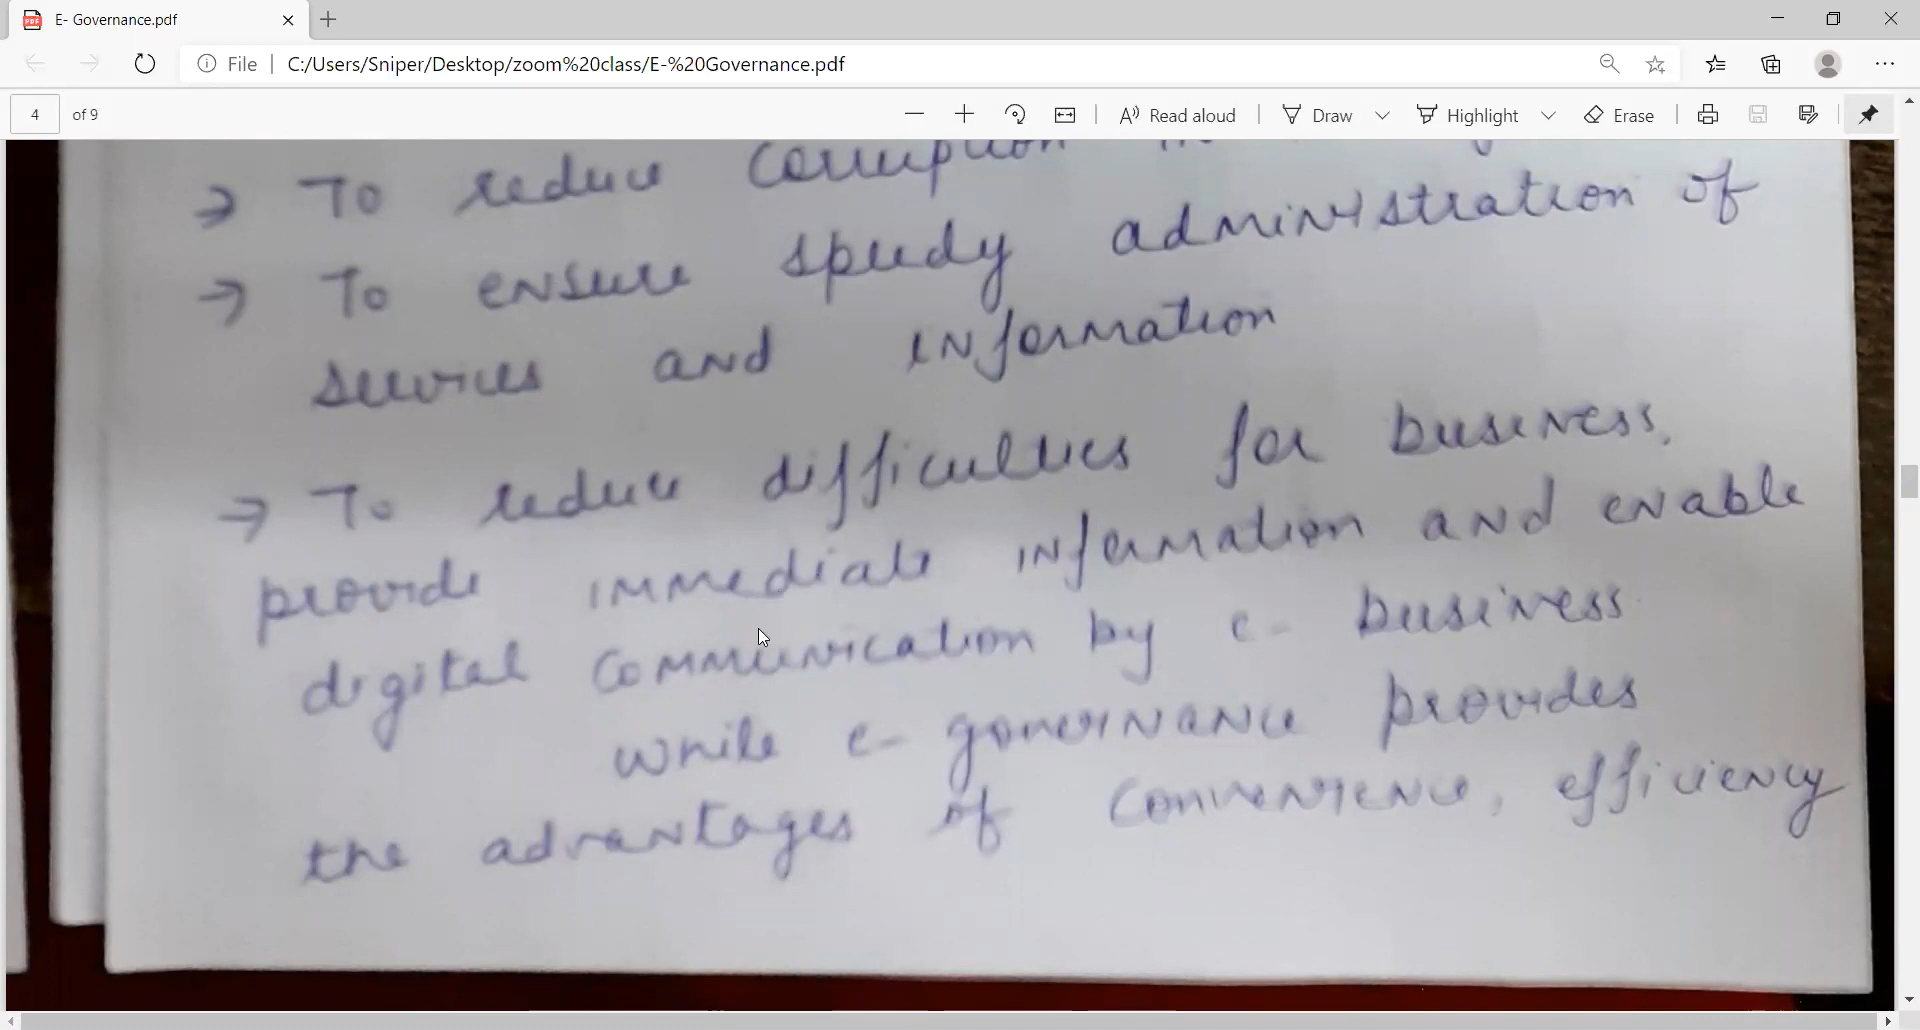 E- Governance.pdf
File | C:/Users/Sniper/Desktop/zoom%20class/E-%20Governance.pdf
4 of 9
Read aloud Draw Highlight Erase
→ To reduce corruption
→ To ensure speedy administration of
services and information
→ To reduce difficulties for business,
provide immediate information and enable
digital communication by e- business
while e- governance provides
the advantages of convenience, efficiency